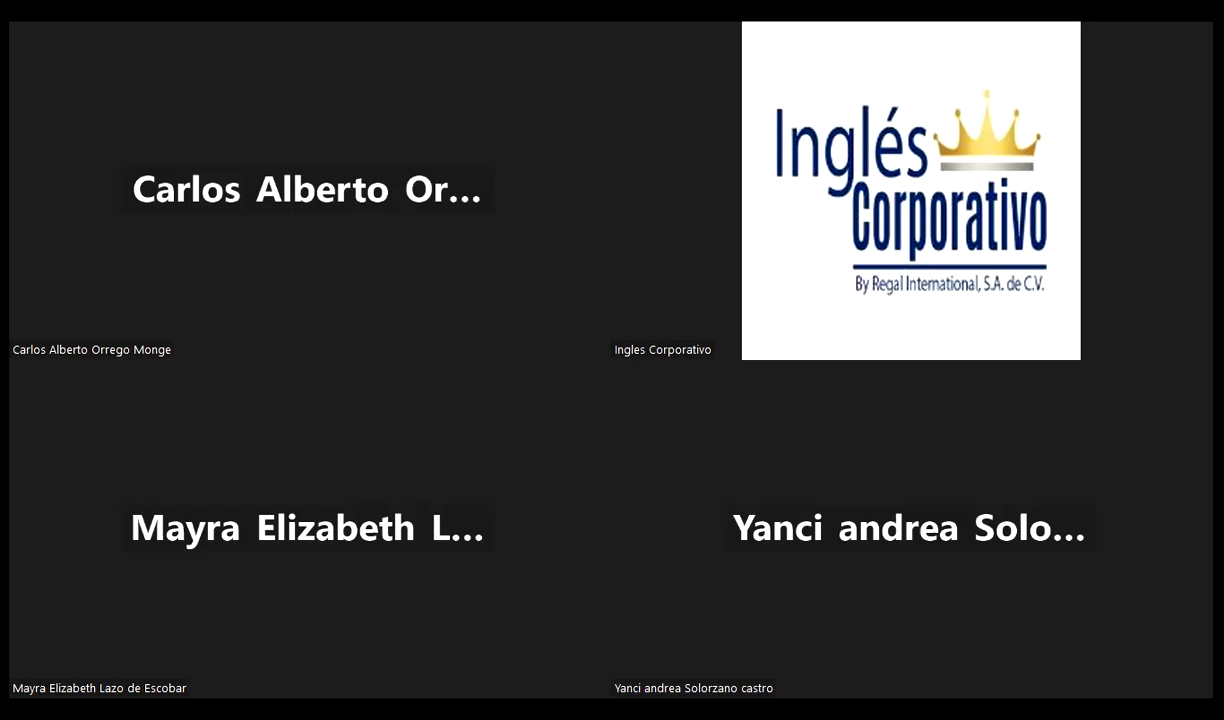 Carlos Alberto Or...
Carlos Alberto Orrego Monge
Inglés
Corporativo
By Regal International, S.A. de C.V.
Ingles Corporativo
Mayra Elizabeth L...
Mayra Elizabeth Lazo de Escobar
Yanci andrea Solo...
Yanci andrea Solorzano castro